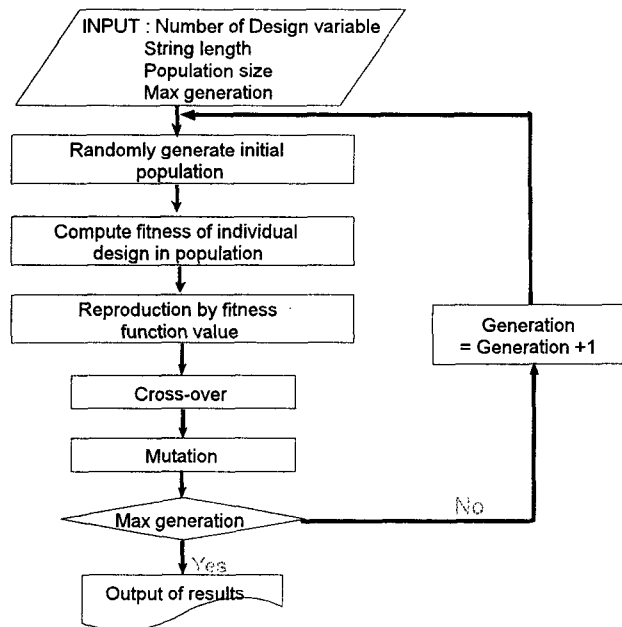 INPUT : Number of Design variable
String length
Population size
Max generation
Randomly generate initial
population
Compute fitness of individual
design in population
Reproduction by fitness
function value
Generation
= Generation +1
Cross-over
Mutation
Max generation
No
Yes
Output of results